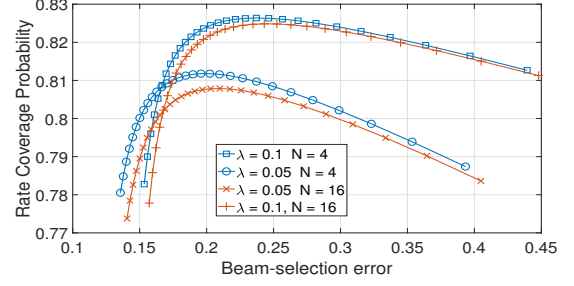 0.83
0.82
0.81
0.8
0.79
0.78
0.77
Rate Coverage Probability
λ = 0.1 N = 4
λ = 0.05 N = 4
λ = 0.05 N = 16
λ = 0.1, N = 16
0.1 0.15 0.2 0.25 0.3 0.35 0.4 0.45
Beam-selection error